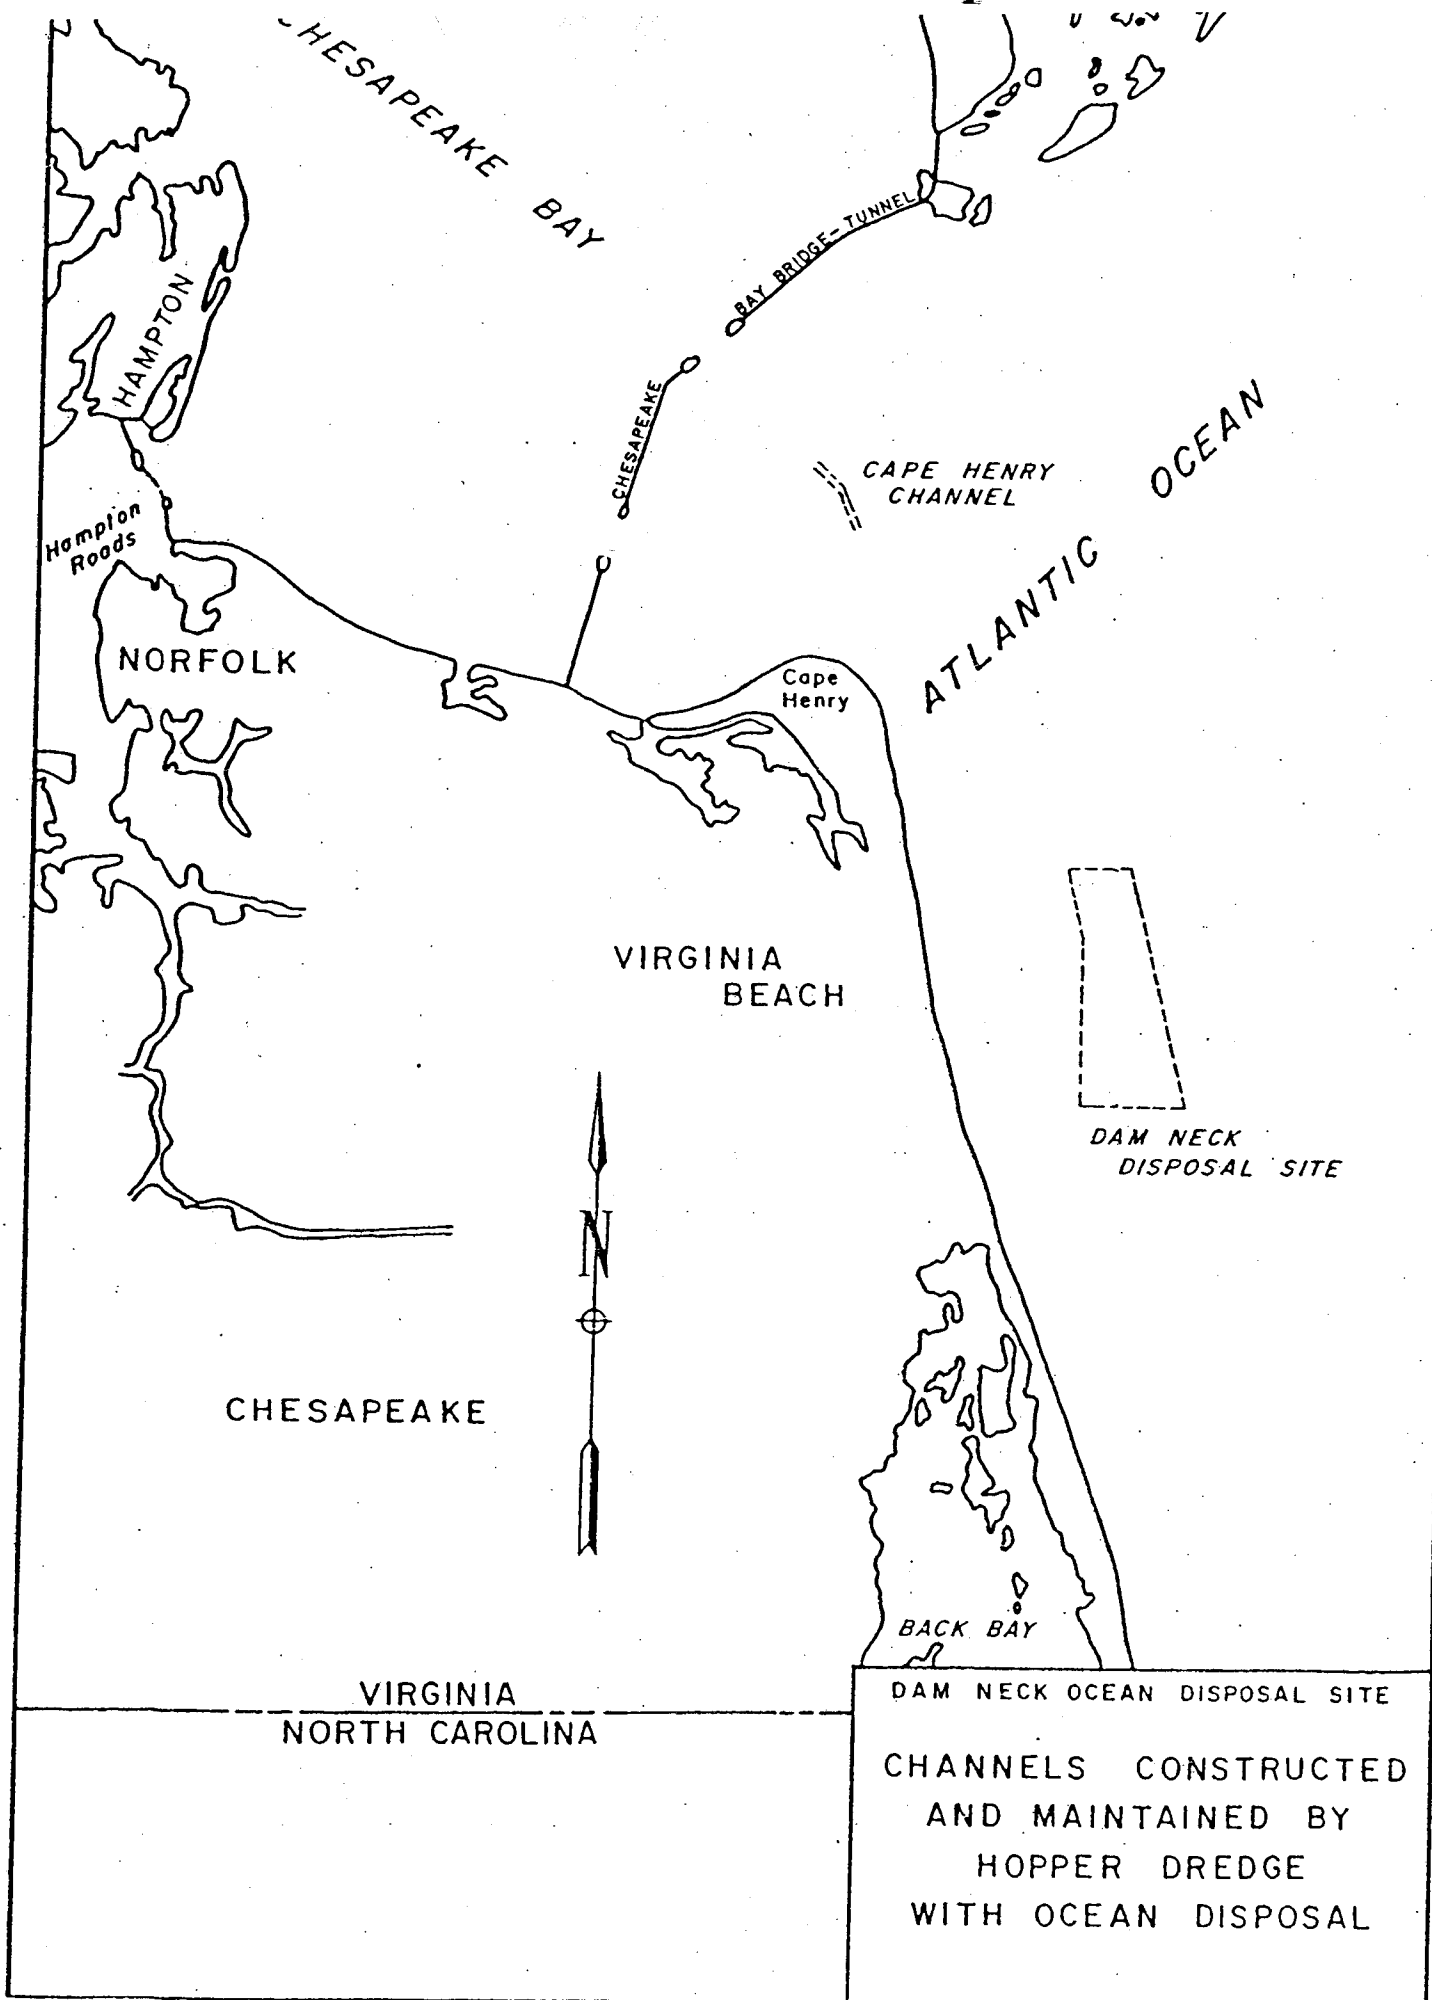 CHESAPEAKE BAY
BAY BRIDGE-TUNNEL
HAMPTON
CHESAPEAKE
CAPE HENRY
CHANNEL
ATLANTIC OCEAN
Hampton
Roads
NORFOLK
Cape
Henry
VIRGINIA
BEACH
DAM NECK
DISPOSAL SITE
N
CHESAPEAKE
BACK BAY
VIRGINIA
NORTH CAROLINA
DAM NECK OCEAN DISPOSAL SITE
CHANNELS CONSTRUCTED
AND MAINTAINED BY
HOPPER DREDGE
WITH OCEAN DISPOSAL